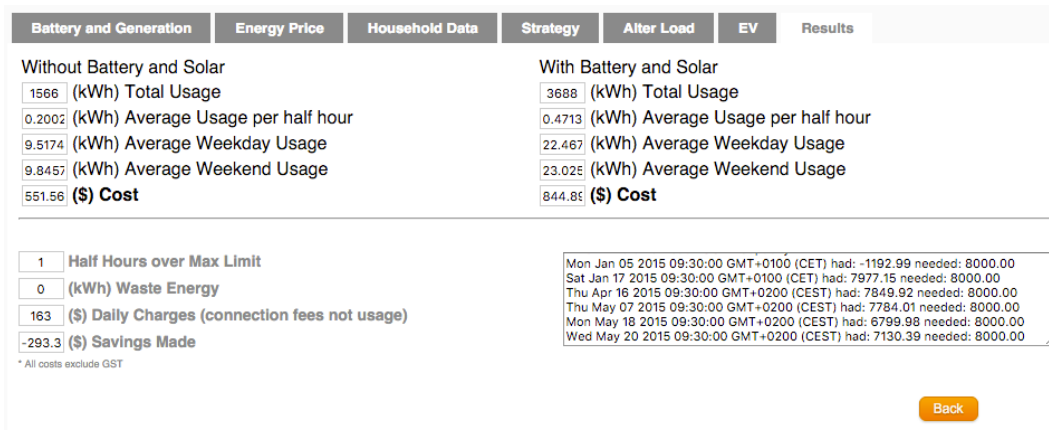 Battery and Generation Energy Price Household Data Strategy Alter Load EV Results
Without Battery and Solar
1566 (kWh) Total Usage
0.2002 (kWh) Average Usage per half hour
9.5174 (kWh) Average Weekday Usage
9.8457 (kWh) Average Weekend Usage
551.56 ($) Cost
With Battery and Solar
3688 (kWh) Total Usage
0.4713 (kWh) Average Usage per half hour
22.467 (kWh) Average Weekday Usage
23.025 (kWh) Average Weekend Usage
844.89 ($) Cost
1 Half Hours over Max Limit
0 (kWh) Waste Energy
163 ($) Daily Charges (connection fees not usage)
-293.3 ($) Savings Made
* All costs exclude GST
Mon Jan 05 2015 09:30:00 GMT+0100 (CET) had: -1192.99 needed: 8000.00
Sat Jan 17 2015 09:30:00 GMT+0100 (CET) had: 7977.15 needed: 8000.00
Thu Apr 16 2015 09:30:00 GMT+0200 (CEST) had: 7849.92 needed: 8000.00
Thu May 07 2015 09:30:00 GMT+0200 (CEST) had: 7784.01 needed: 8000.00
Mon May 18 2015 09:30:00 GMT+0200 (CEST) had: 6799.98 needed: 8000.00
Wed May 20 2015 09:30:00 GMT+0200 (CEST) had: 7130.39 needed: 8000.00
Back